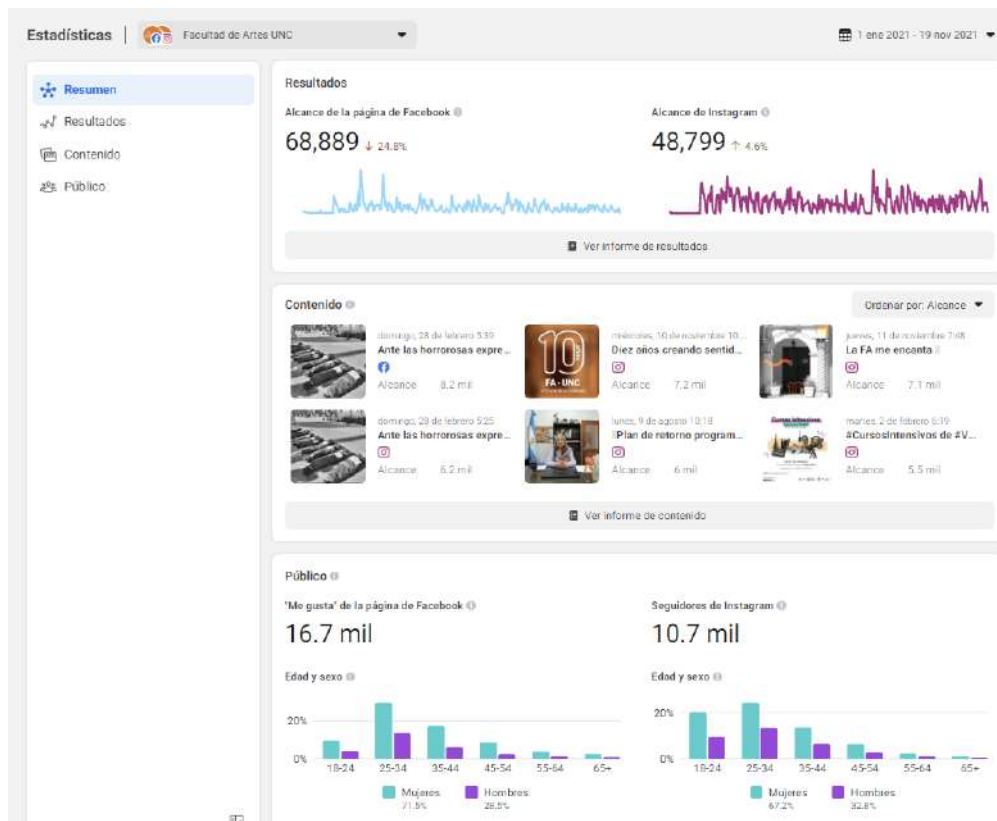 Estadísticas
Facultad de Artes UNC
1 ene 2021 - 19 nov 2021
Resumen
Resultados
Contenido
Público
Resultados
Alcance de la página de Facebook
68,889 ↓ 24.8%
Alcance de Instagram
48,799 ↑ 4.6%
Ver informe de resultados
Contenido
Ordenar por: Alcance
domingo, 28 de febrero 5:39
Ante las horrorosas expre...
Alcance 8.2 mil
miércoles, 10 de noviembre 10...
Diez años creando sentid...
Alcance 7.2 mil
10
FA - UNC
jueves, 11 de noviembre 7:48
La FA me encanta
Alcance 7.1 mil
domingo, 28 de febrero 5:25
Ante las horrorosas expre...
Alcance 6.2 mil
lunes, 9 de agosto 10:18
Plan de retorno program...
Alcance 6 mil
martes, 2 de febrero 6:19
#CursosIntensivos de #V...
Alcance 5.5 mil
Ver informe de contenido
Público
"Me gusta" de la página de Facebook
16.7 mil
Seguidores de Instagram
10.7 mil
Edad y sexo
20%
0%
18-24 25-34 35-44 45-54 55-64 65+
Mujeres Hombres
71.5% 28.5%
Edad y sexo
20%
0%
18-24 25-34 35-44 45-54 55-64 65+
Mujeres Hombres
67.2% 32.8%